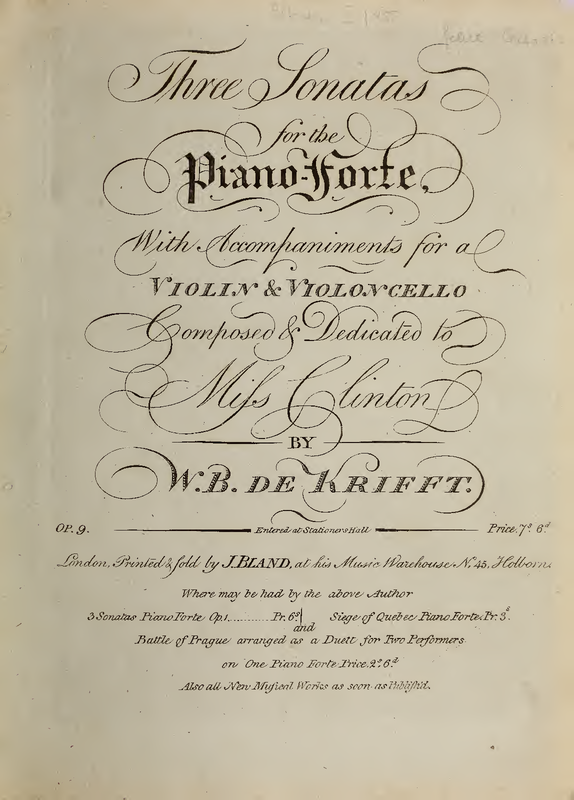 Three Sonatas
for the
Piano-Forte,
With Accompaniments for a
VIOLIN & VIOLONCELLO
Composed & Dedicated to
Miſs Clinton
BY
W.B. DE KRIFFT.
OP. 9. Entered at Stationers Hall Price 7s. 6d
London, Printed & sold by J. BLAND, at his Music Warehouse No. 45, Holborn
Where may be had by the above Author
3 Sonatas Piano Forte Op. 1............Pr. 6s Siege of Quebec Piano Forte Pr. 3s.
and
Battle of Prague arranged as a Duett for Two Performers
on One Piano Forte Price 2s. 6d
Also all New Muſical Works as soon as Publiſh'd.